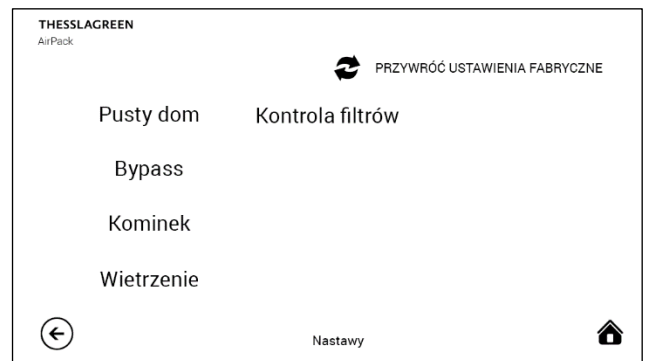 THESSLAGREEN
AirPack
PRZYWRÓĆ USTAWIENIA FABRYCZNE
Pusty dom
Kontrola filtrów
Bypass
Kominek
Wietrzenie
Nastawy